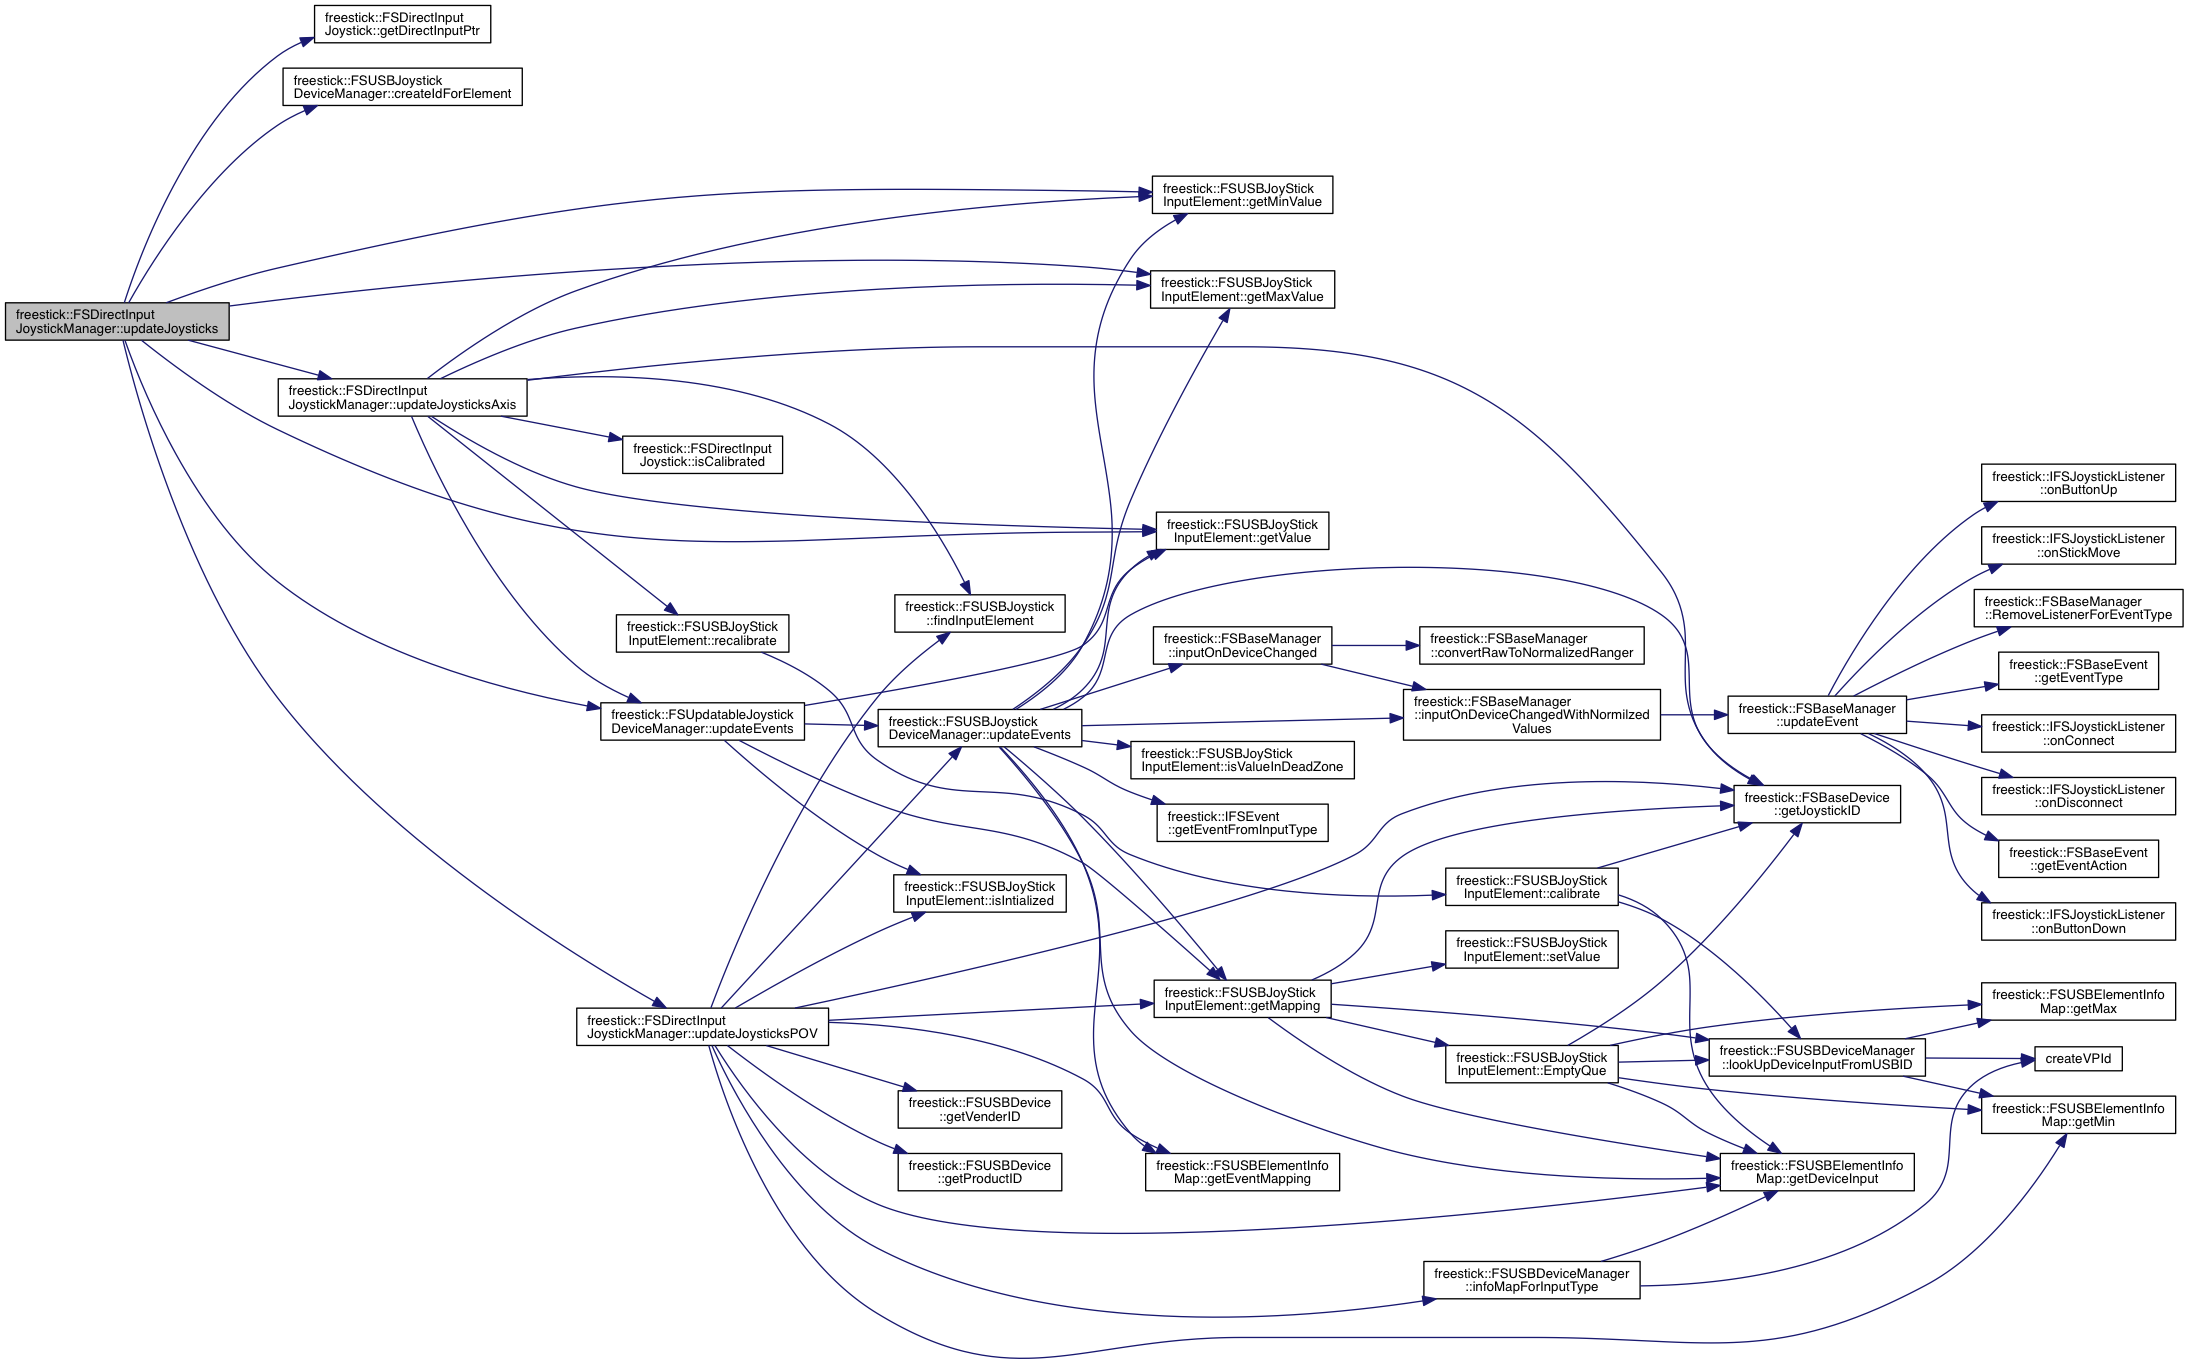 freestick::FSDirectInput
Joystick::getDirectInputPtr
freestick::FSUSBJoystick
DeviceManager::createIdForElement
freestick::FSUSBJoyStick
InputElement::getMinValue
freestick::FSUSBJoyStick
InputElement::getMaxValue
freestick::FSDirectInput
JoystickManager::updateJoysticks
freestick::FSDirectInput
JoystickManager::updateJoysticksAxis
freestick::FSDirectInput
Joystick::isCalibrated
freestick::FSUSBJoyStick
InputElement::getValue
freestick::FSUSBJoystick
::findInputElement
freestick::FSUSBJoyStick
InputElement::recalibrate
freestick::FSUpdatableJoystick
DeviceManager::updateEvents
freestick::FSUSBJoystick
DeviceManager::updateEvents
freestick::FSBaseManager
::inputOnDeviceChanged
freestick::FSBaseManager
::convertRawToNormalizedRanger
freestick::FSBaseManager
::inputOnDeviceChangedWithNormilzed
Values
freestick::FSUSBJoyStick
InputElement::isValueInDeadZone
freestick::IFSEvent
::getEventFromInputType
freestick::FSBaseManager
::updateEvent
freestick::IFSJoystickListener
::onButtonUp
freestick::IFSJoystickListener
::onStickMove
freestick::FSBaseManager
::RemoveListenerForEventType
freestick::FSBaseEvent
::getEventType
freestick::IFSJoystickListener
::onConnect
freestick::IFSJoystickListener
::onDisconnect
freestick::FSBaseEvent
::getEventAction
freestick::IFSJoystickListener
::onButtonDown
freestick::FSBaseDevice
::getJoystickID
freestick::FSUSBJoyStick
InputElement::isIntialized
freestick::FSUSBJoyStick
InputElement::calibrate
freestick::FSUSBJoyStick
InputElement::setValue
freestick::FSUSBJoyStick
InputElement::getMapping
freestick::FSDirectInput
JoystickManager::updateJoysticksPOV
freestick::FSUSBJoyStick
InputElement::EmptyQue
freestick::FSUSBDeviceManager
::lookUpDeviceInputFromUSBID
freestick::FSUSBElementInfo
Map::getMax
createVPId
freestick::FSUSBElementInfo
Map::getMin
freestick::FSUSBDevice
::getVenderID
freestick::FSUSBDevice
::getProductID
freestick::FSUSBElementInfo
Map::getEventMapping
freestick::FSUSBElementInfo
Map::getDeviceInput
freestick::FSUSBDeviceManager
::infoMapForInputType